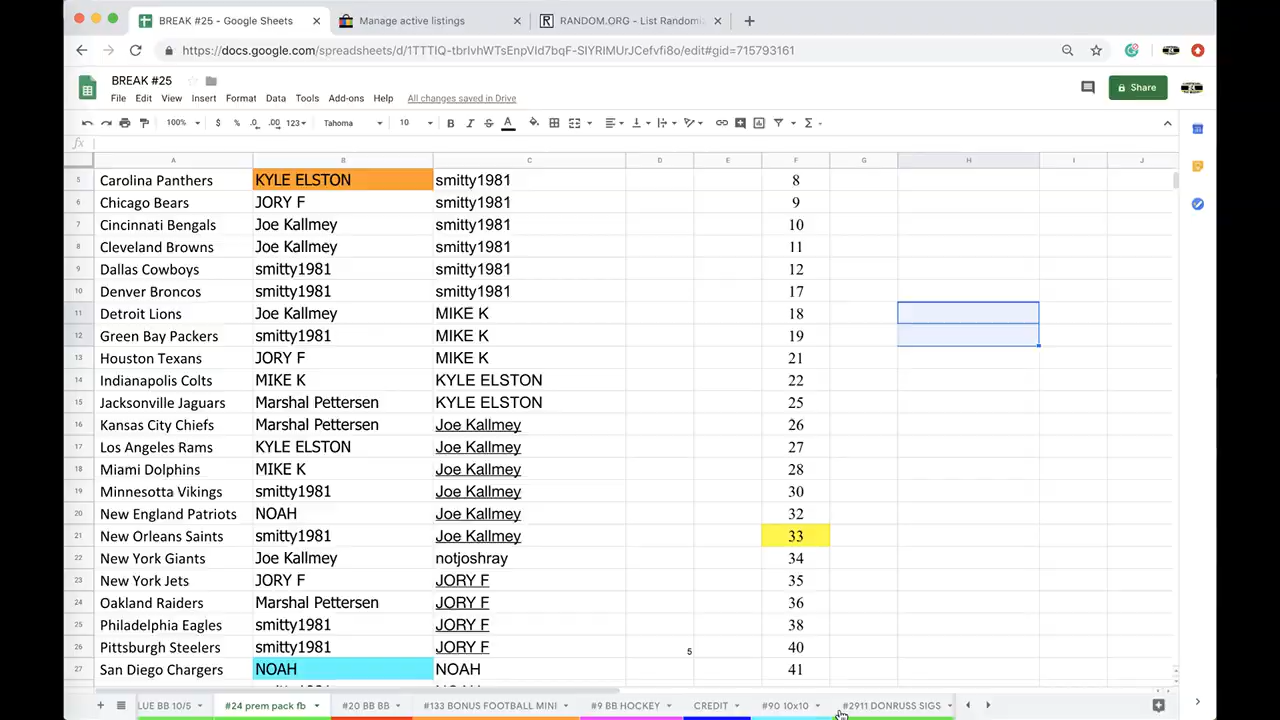 BREAK #25 - Google Sheets
Manage active listings
RANDOM.ORG - List Randomi
https://docs.google.com/spreadsheets/d/1TTTIQ-tbrIvhWTsEnpVId7bqF-SIYRIMUrJCefvfi8o/edit#gid=715793161
BREAK #25
File Edit View Insert Format Data Tools Add-ons Help All changes saved in Drive
Share
100% $ % .0 .00 123 Tahoma 10 B I S A
fx
A B C D E F G H I J
5 Carolina Panthers KYLE ELSTON smitty1981 8
6 Chicago Bears JORY F smitty1981 9
7 Cincinnati Bengals Joe Kallmey smitty1981 10
8 Cleveland Browns Joe Kallmey smitty1981 11
9 Dallas Cowboys smitty1981 smitty1981 12
10 Denver Broncos smitty1981 smitty1981 17
11 Detroit Lions Joe Kallmey MIKE K 18
12 Green Bay Packers smitty1981 MIKE K 19
13 Houston Texans JORY F MIKE K 21
14 Indianapolis Colts MIKE K KYLE ELSTON 22
15 Jacksonville Jaguars Marshal Pettersen KYLE ELSTON 25
16 Kansas City Chiefs Marshal Pettersen Joe Kallmey 26
17 Los Angeles Rams KYLE ELSTON Joe Kallmey 27
18 Miami Dolphins MIKE K Joe Kallmey 28
19 Minnesotta Vikings smitty1981 Joe Kallmey 30
20 New England Patriots NOAH Joe Kallmey 32
21 New Orleans Saints smitty1981 Joe Kallmey 33
22 New York Giants Joe Kallmey notjoshray 34
23 New York Jets JORY F JORY F 35
24 Oakland Raiders Marshal Pettersen JORY F 36
25 Philadelphia Eagles smitty1981 JORY F 38
26 Pittsburgh Steelers smitty1981 JORY F 5 40
27 San Diego Chargers NOAH NOAH 41
LUE BB 10/5 #24 prem pack fb #20 BB BB #133 BONUS FOOTBALL MINI #9 BB HOCKEY CREDIT #90 10x10 #2911 DONRUSS SIGS